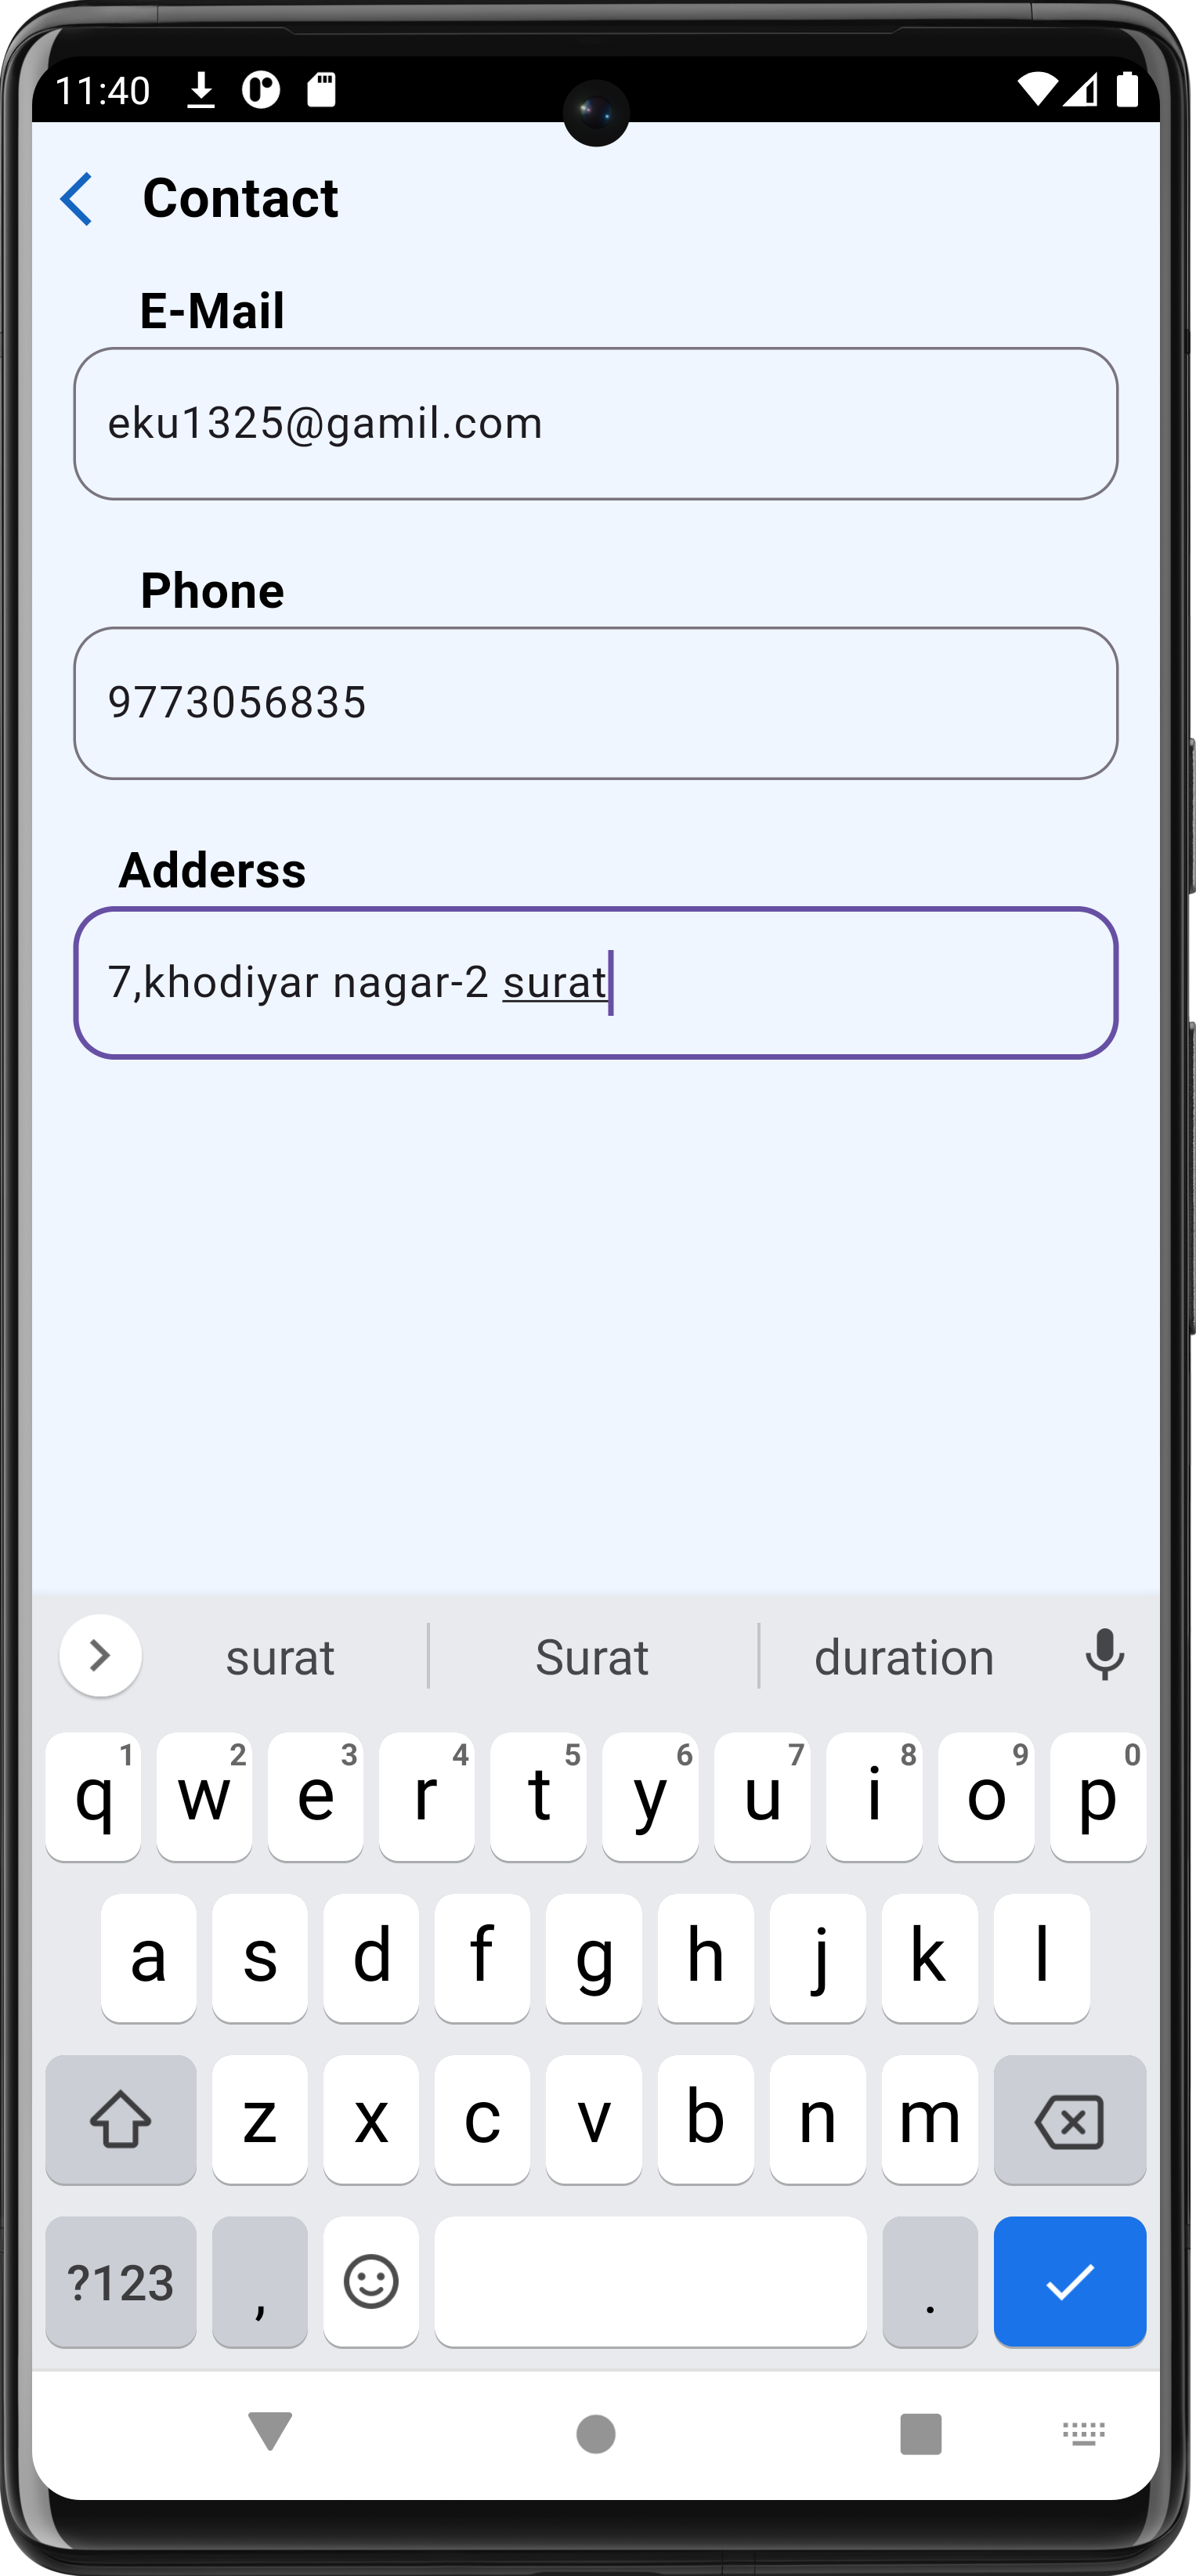 11:40
Contact
E-Mail
eku1325@gamil.com
Phone
9773056835
Adderss
7,khodiyar nagar-2 surat
surat Surat duration
q 1 w 2 e 3 r 4 t 5 y 6 u 7 i 8 o 9 p 0
a s d f g h j k l
z x c v b n m
?123 , .